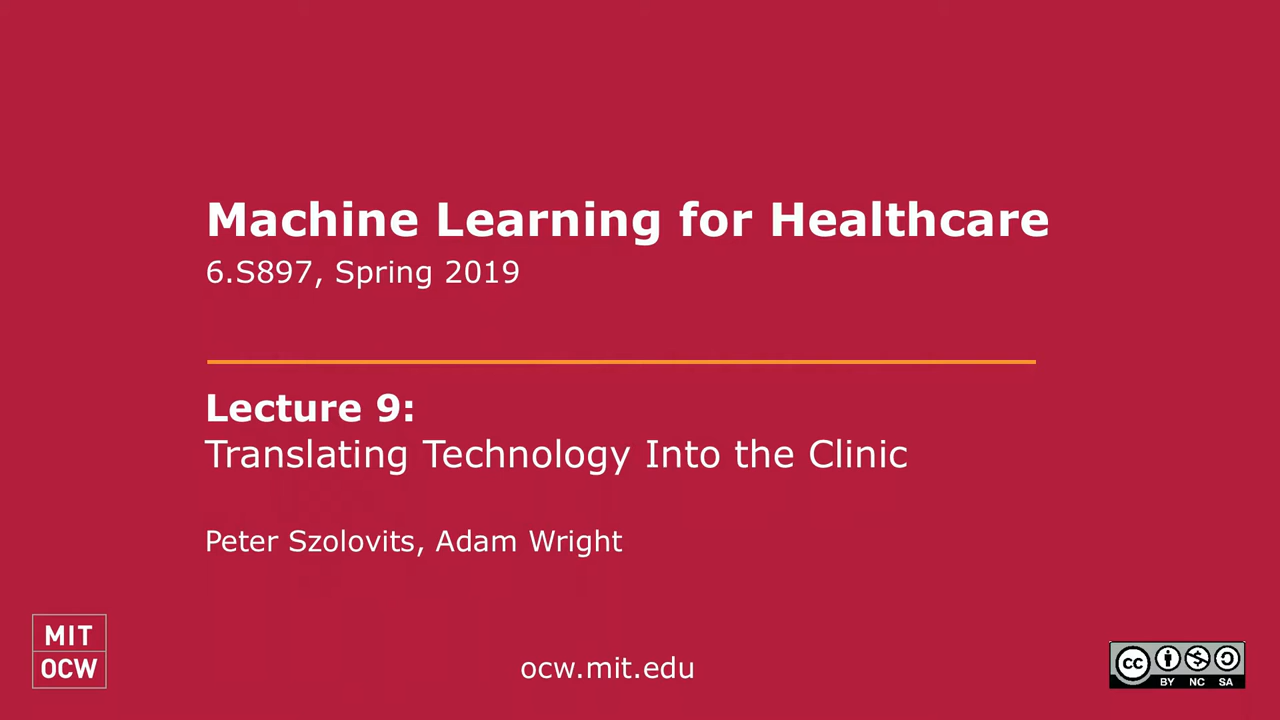 Machine Learning for Healthcare
6.S897, Spring 2019
Lecture 9:
Translating Technology Into the Clinic
Peter Szolovits, Adam Wright
MIT
OCW
ocw.mit.edu
cc
BY NC SA